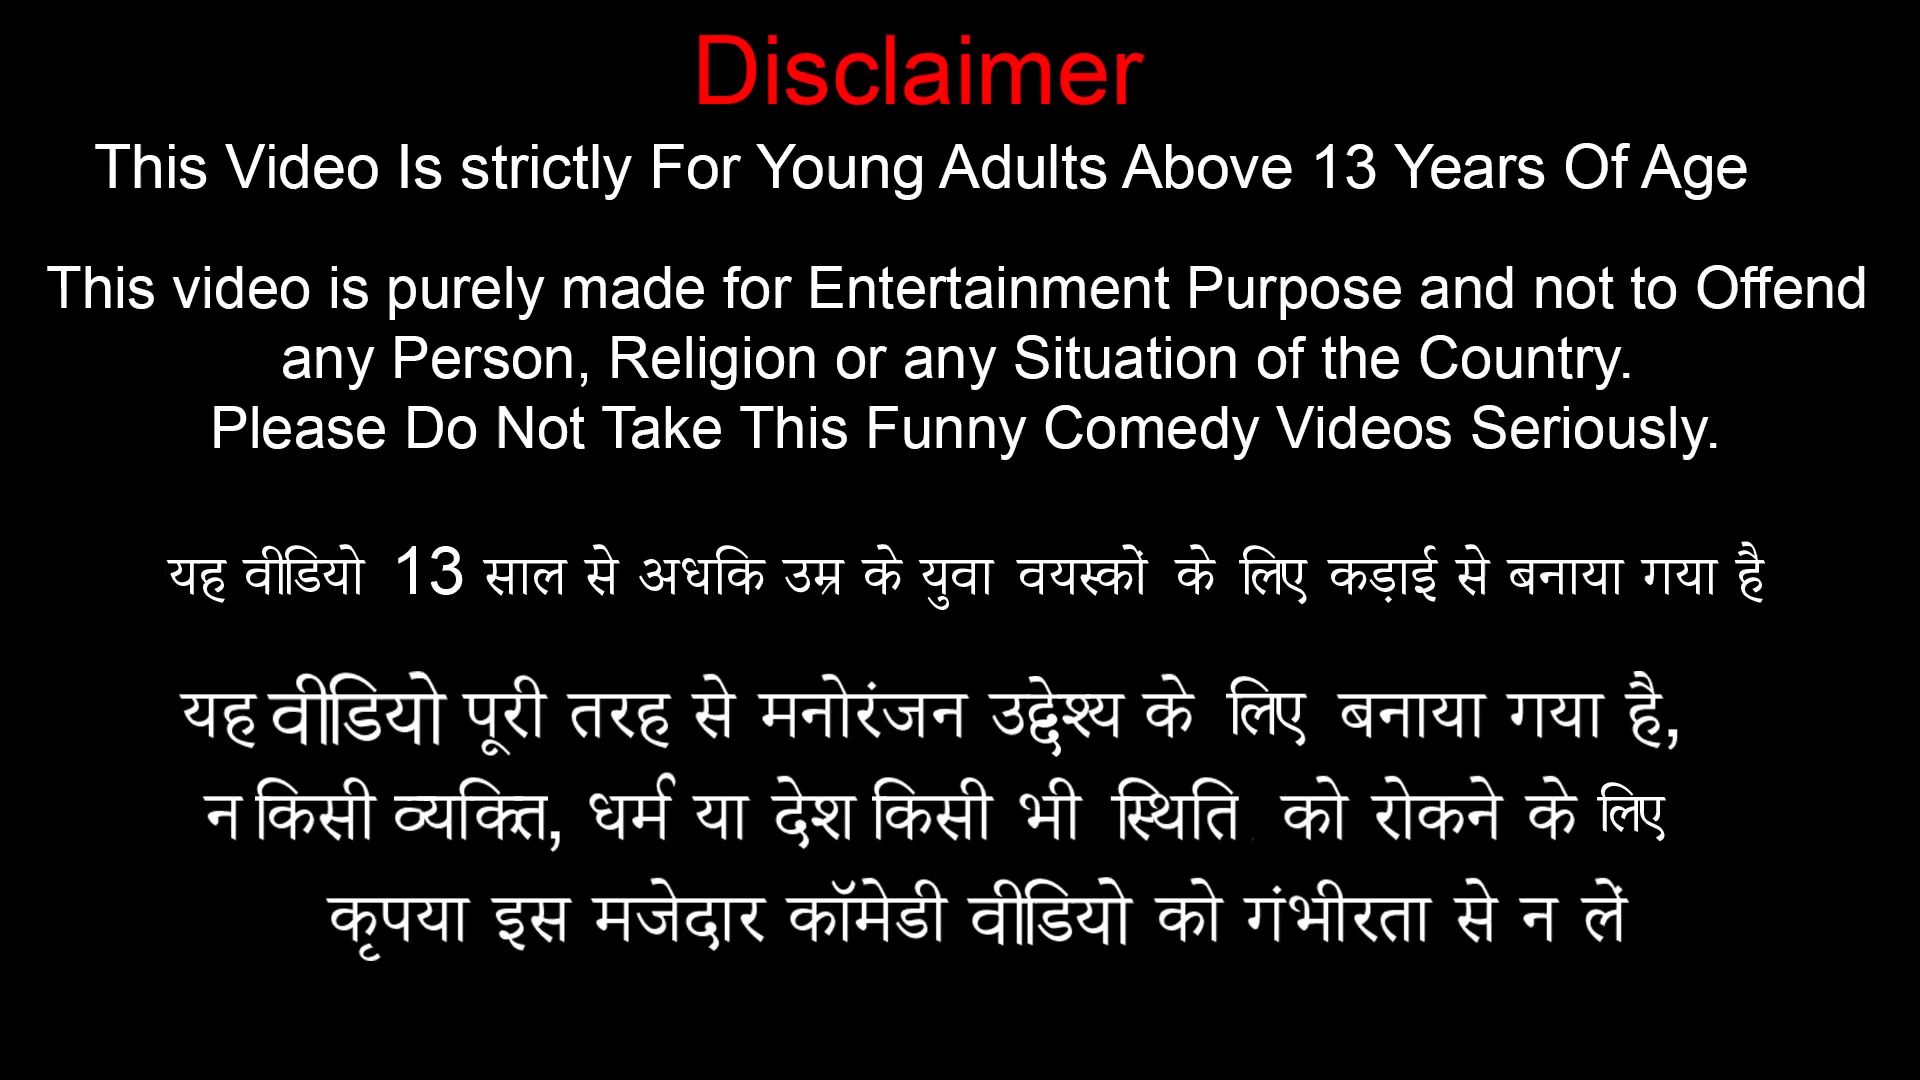 Disclaimer
This Video Is strictly For Young Adults Above 13 Years Of Age
This video is purely made for Entertainment Purpose and not to Offend
any Person, Religion or any Situation of the Country.
Please Do Not Take This Funny Comedy Videos Seriously.
यह वीडियो 13 साल से अधकि उम्र के युवा वयस्कों के लिए कड़ाई से बनाया गया है
यह वीडियो पूरी तरह से मनोरंजन उद्देश्य के लिए बनाया गया है,
न किसी व्यक्ति, धर्म या देश किसी भी स्थिति को रोकने के लिए
कृपया इस मजेदार कॉमेडी वीडियो को गंभीरता से न लें